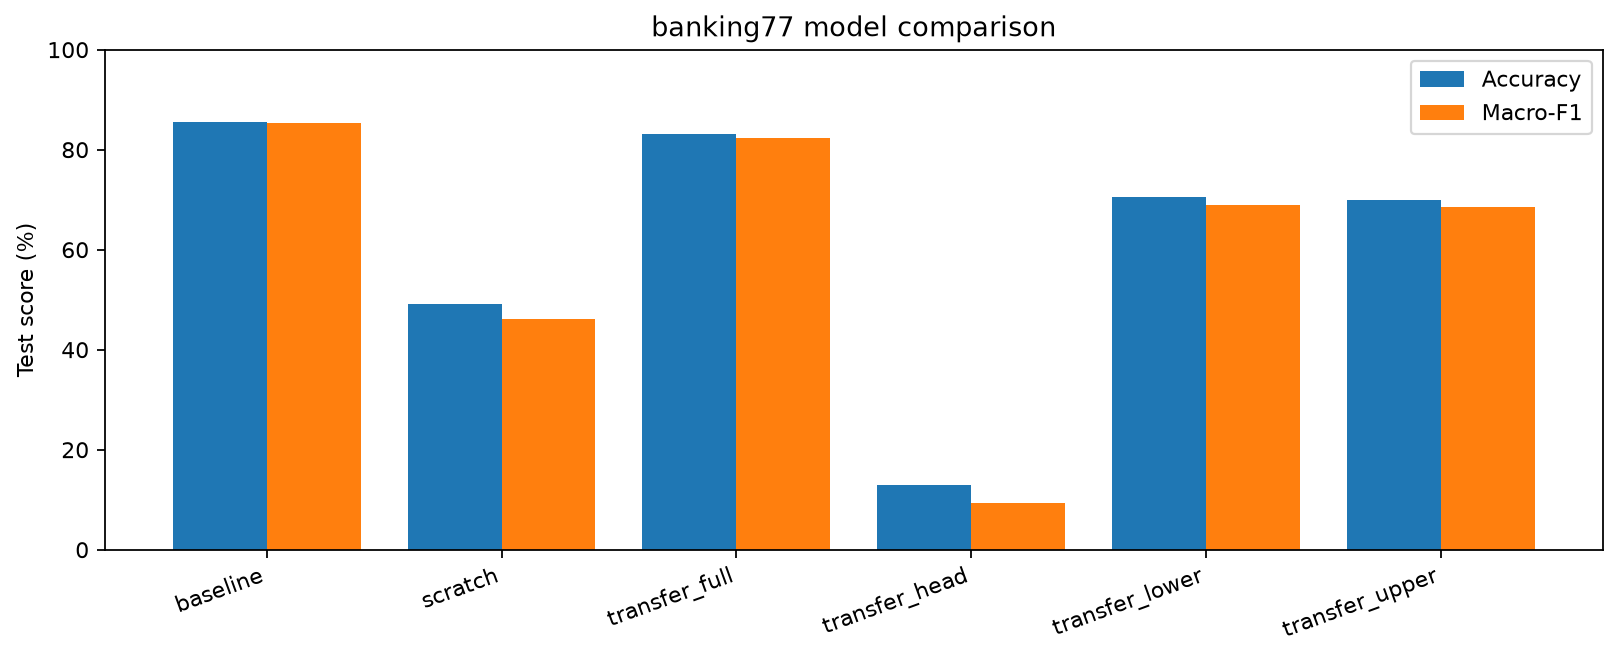 banking77 model comparison
Test score (%)
100
80
60
40
20
0
Accuracy
Macro-F1
baseline
scratch
transfer_full
transfer_head
transfer_lower
transfer_upper